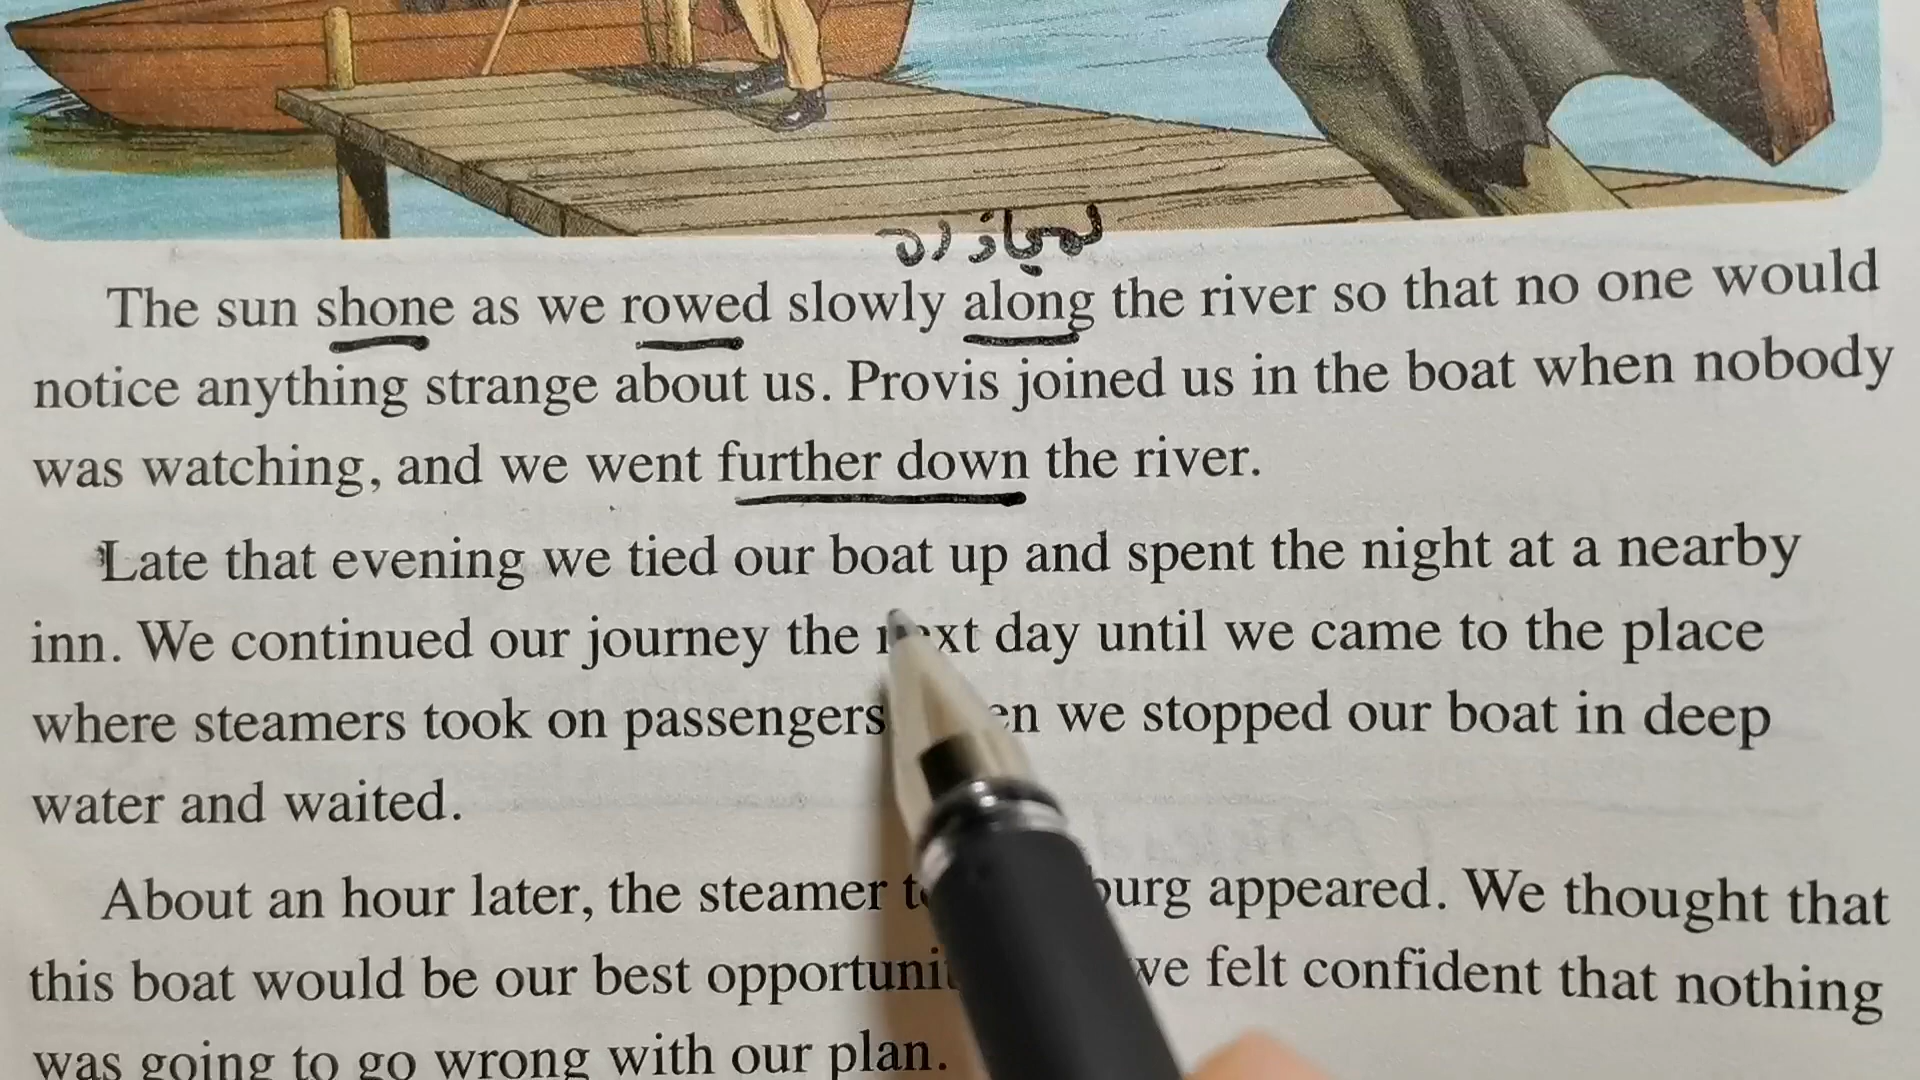 The sun shone as we rowed slowly along the river so that no one would
notice anything strange about us. Provis joined us in the boat when nobody
was watching, and we went further down the river.
Late that evening we tied our boat up and spent the night at a nearby
inn. We continued our journey the next day until we came to the place
where steamers took on passengers we stopped our boat in deep
water and waited.
About an hour later, the steamer appeared. We thought that
this boat would be our best we felt confident that nothing
was going to go wrong with our plan.